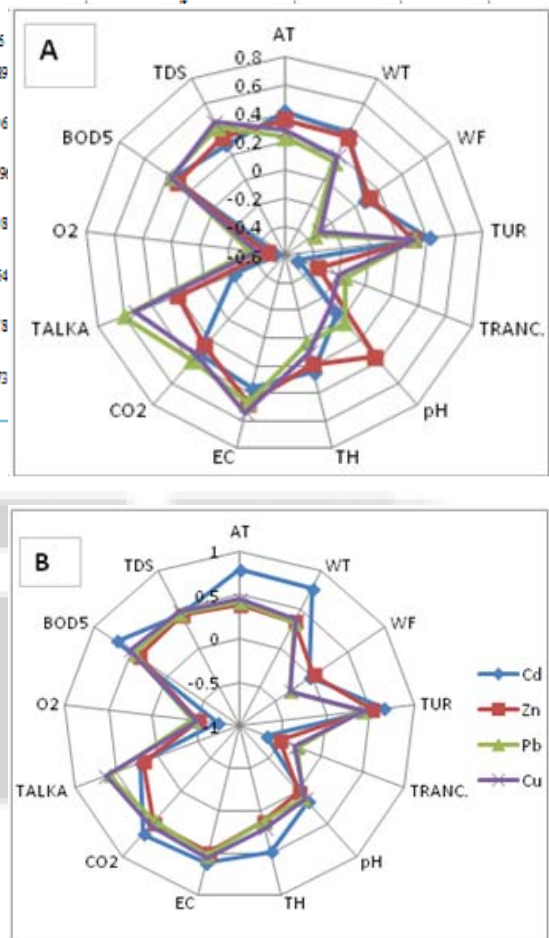 A
AT
WT
WF
TUR
TRANC.
pH
TH
EC
CO2
TALKA
O2
BOD5
TDS
0.8
0.6
0.4
0.2
0
-0.2
-0.4
-0.6
B
AT
WT
WF
TUR
TRANC.
pH
TH
EC
CO2
TALKA
O2
BOD5
TDS
1
0.5
0
-0.5
-1
Cd
Zn
Pb
Cu